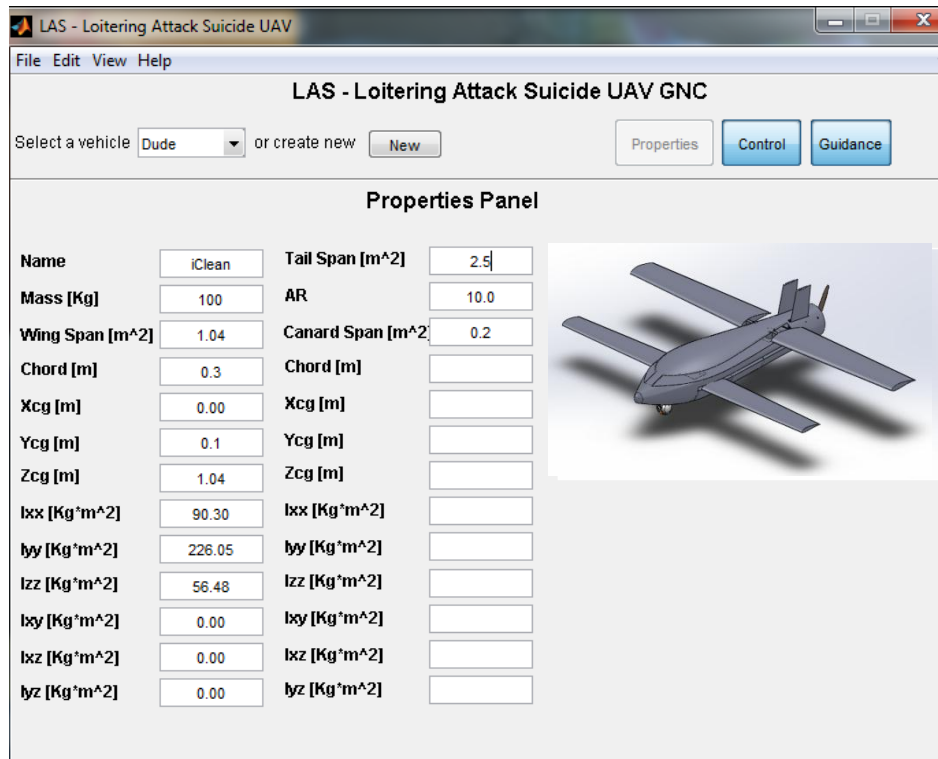 LAS - Loitering Attack Suicide UAV
File Edit View Help
LAS - Loitering Attack Suicide UAV GNC
Select a vehicle Dude or create new New Properties Control Guidance
Properties Panel
Name iClean Tail Span [m^2] 2.5
Mass [Kg] 100 AR 10.0
Wing Span [m^2] 1.04 Canard Span [m^2] 0.2
Chord [m] 0.3 Chord [m]
Xcg [m] 0.00 Xcg [m]
Ycg [m] 0.1 Ycg [m]
Zcg [m] 1.04 Zcg [m]
Ixx [Kg*m^2] 90.30 Ixx [Kg*m^2]
Iyy [Kg*m^2] 226.05 Iyy [Kg*m^2]
Izz [Kg*m^2] 56.48 Izz [Kg*m^2]
Ixy [Kg*m^2] 0.00 Ixy [Kg*m^2]
Ixz [Kg*m^2] 0.00 Ixz [Kg*m^2]
Iyz [Kg*m^2] 0.00 Iyz [Kg*m^2]